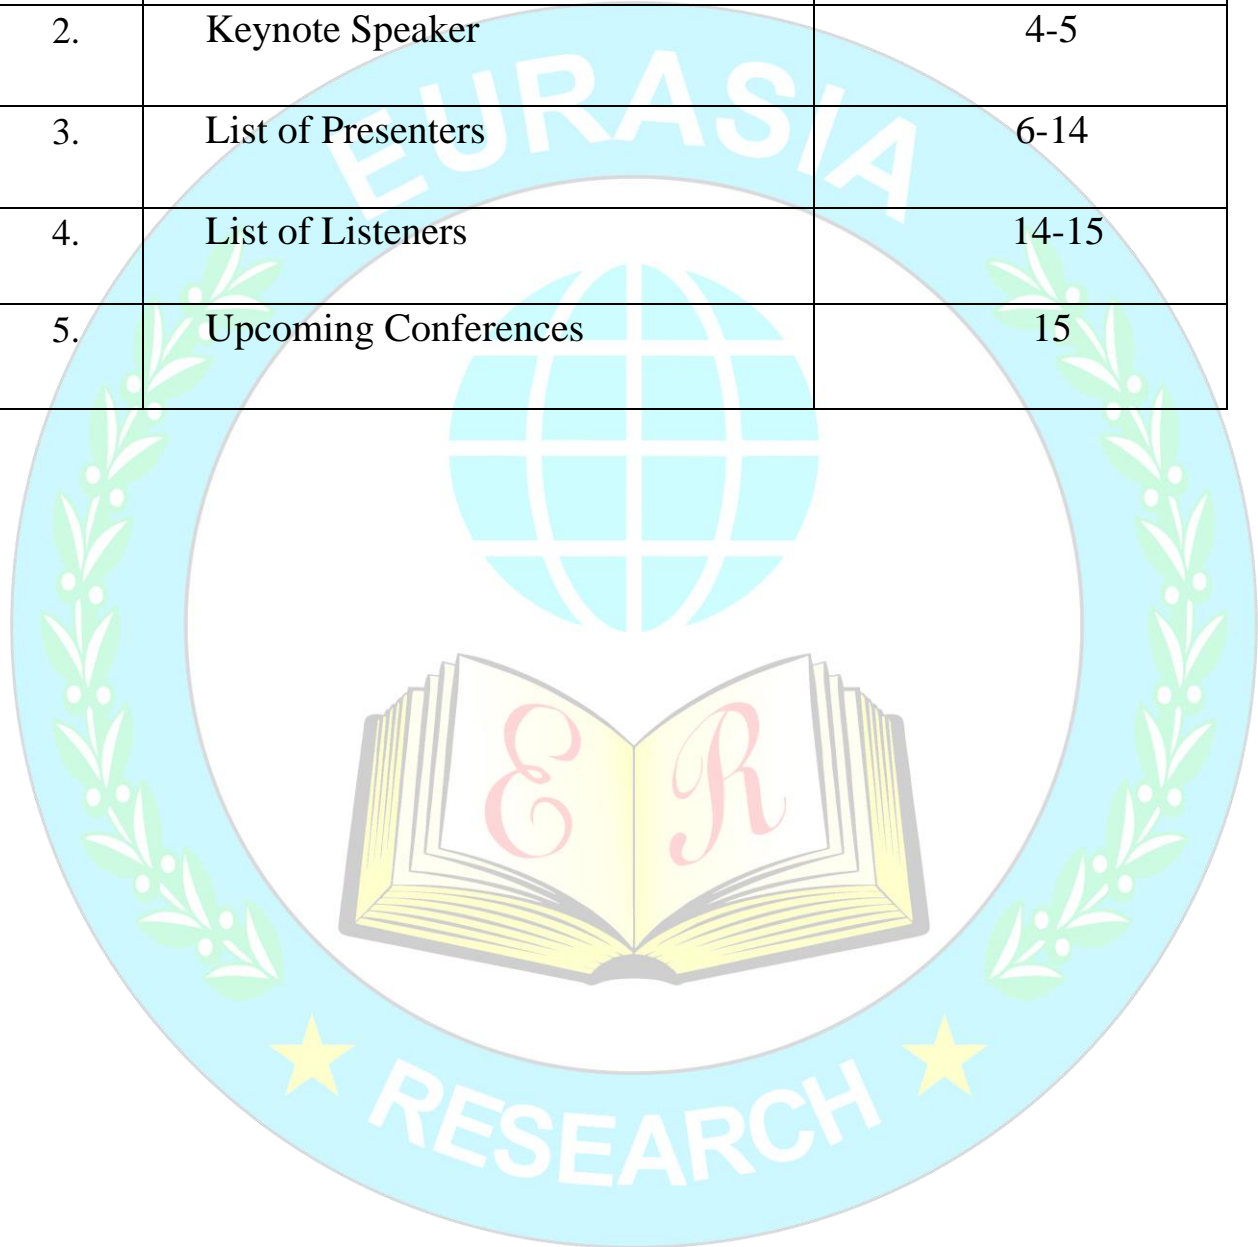 2. Keynote Speaker 4-5
3. List of Presenters 6-14
4. List of Listeners 14-15
5. Upcoming Conferences 15
EURASIA
E R
RESEARCH